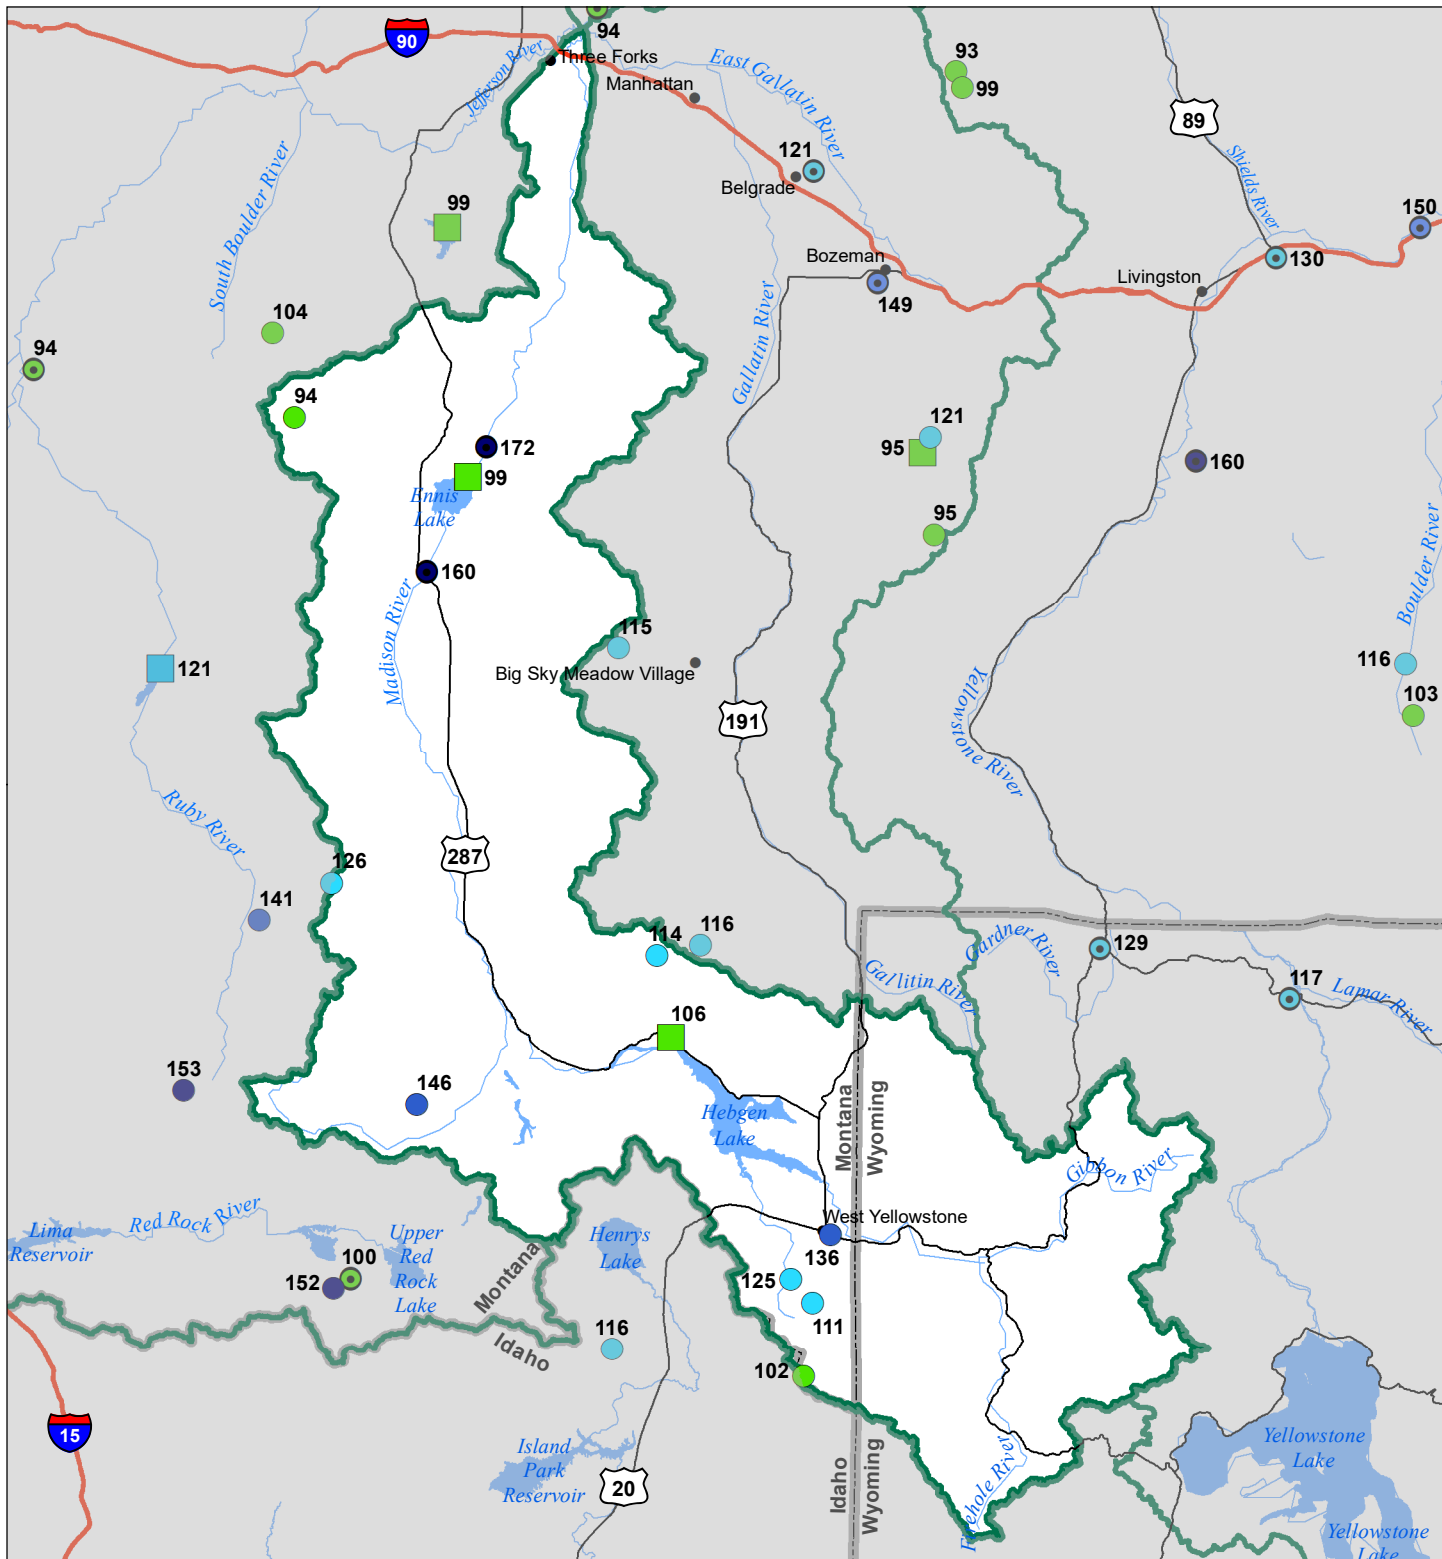 94
90
Three Forks
Jefferson River
Manhattan
East Gallatin River
93
99
89
121
Belgrade
Shields River
South Boulder River
99
150
Bozeman
130
Livingston
149
Gallatin River
104
94
94
121
95
172
99
Ennis
Lake
160
95
Boulder River
160
Madison River
115
Big Sky Meadow Village
121
116
103
191
Yellowstone River
Ruby River
287
126
141
114
116
Gardner River
129
Gallitin River
117
Lamar River
106
153
146
Hebgen
Lake
Montana
Wyoming
Gibbon River
Red Rock River
Lima
Reservoir
Upper
Red
Rock
Lake
Henrys
Lake
West Yellowstone
136
100
152
Montana
Idaho
125
111
116
102
15
Island
Park
Reservoir
20
Idaho
Wyoming
Firehole River
Yellowstone
Lake
Yellowstone
Lake